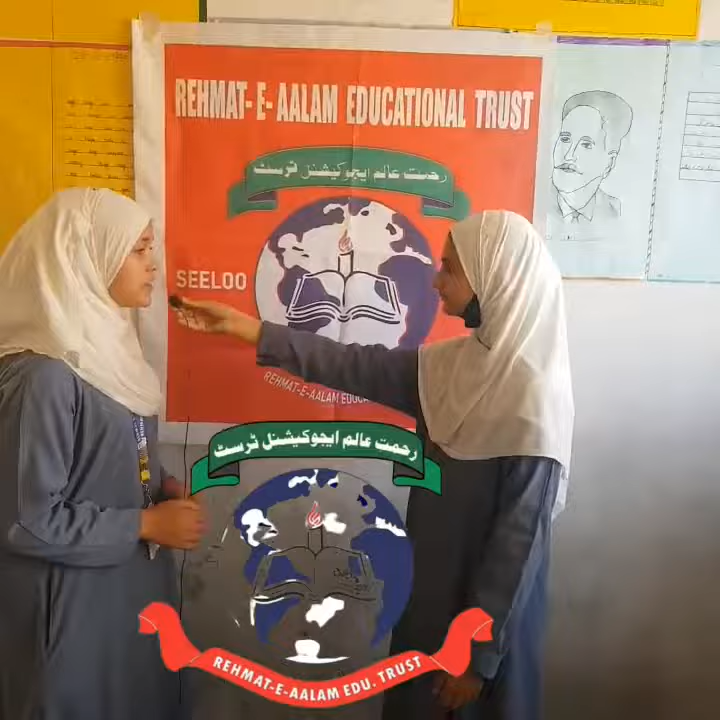 REHMAT-E-AALAM EDUCATIONAL TRUST
رحمت عالم ایجوکیشنل ٹرسٹ
SEELOO
REHMAT-E-AALAM
رحمت عالم ایجوکیشنل ٹرسٹ
REHMAT-E-AALAM EDU. TRUST